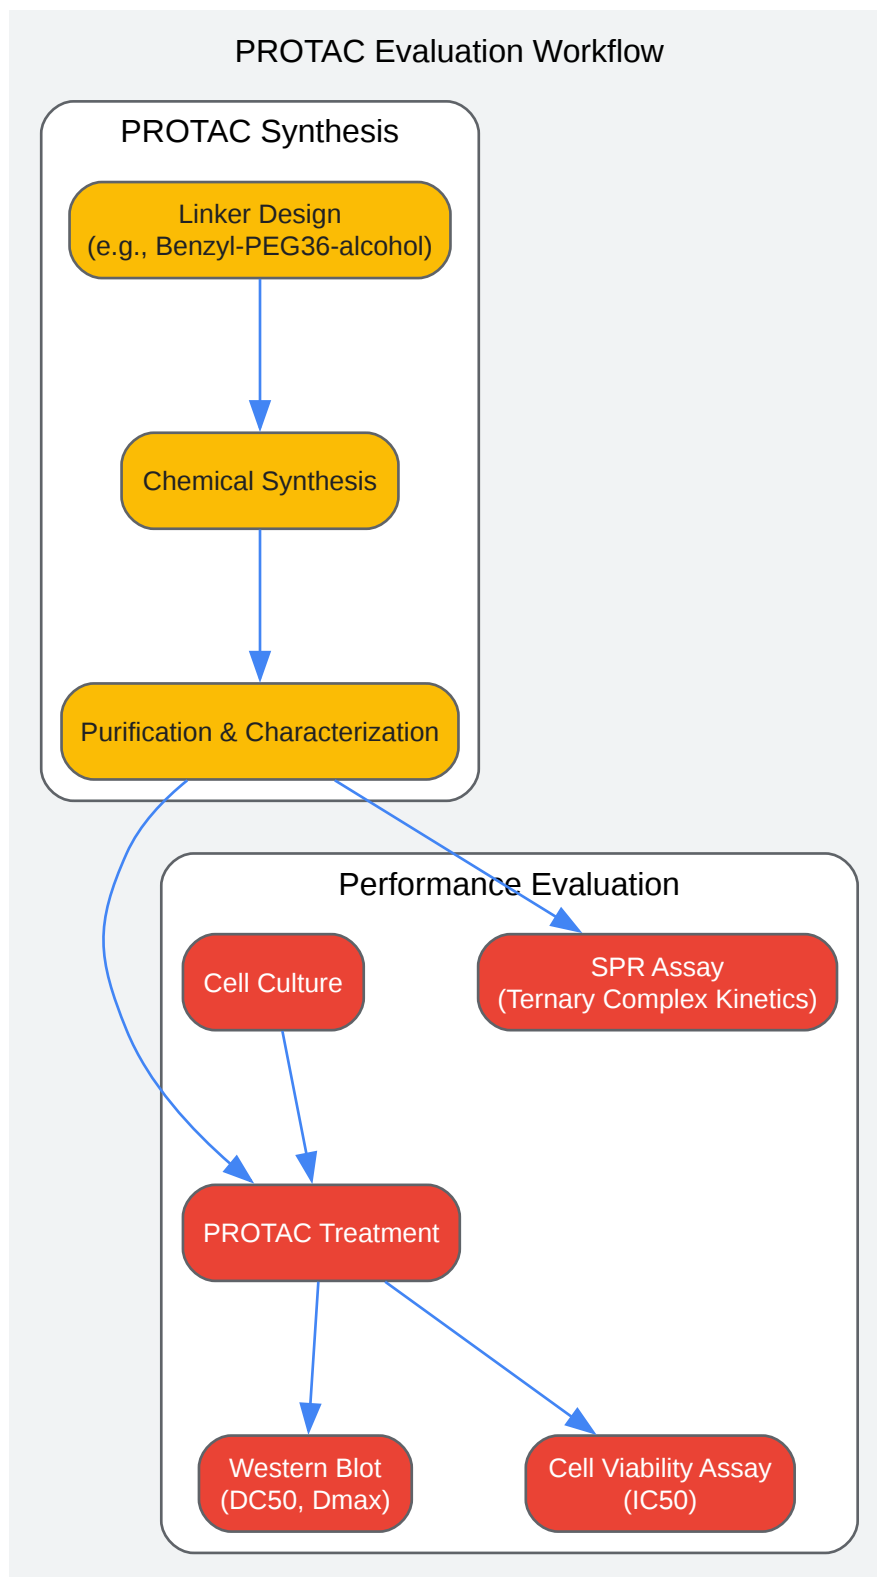 PROTAC Evaluation Workflow
PROTAC Synthesis
Linker Design
(e.g., Benzyl-PEG36-alcohol)
Chemical Synthesis
Purification & Characterization
Performance Evaluation
Cell Culture
SPR Assay
(Ternary Complex Kinetics)
PROTAC Treatment
Western Blot
(DC50, Dmax)
Cell Viability Assay
(IC50)